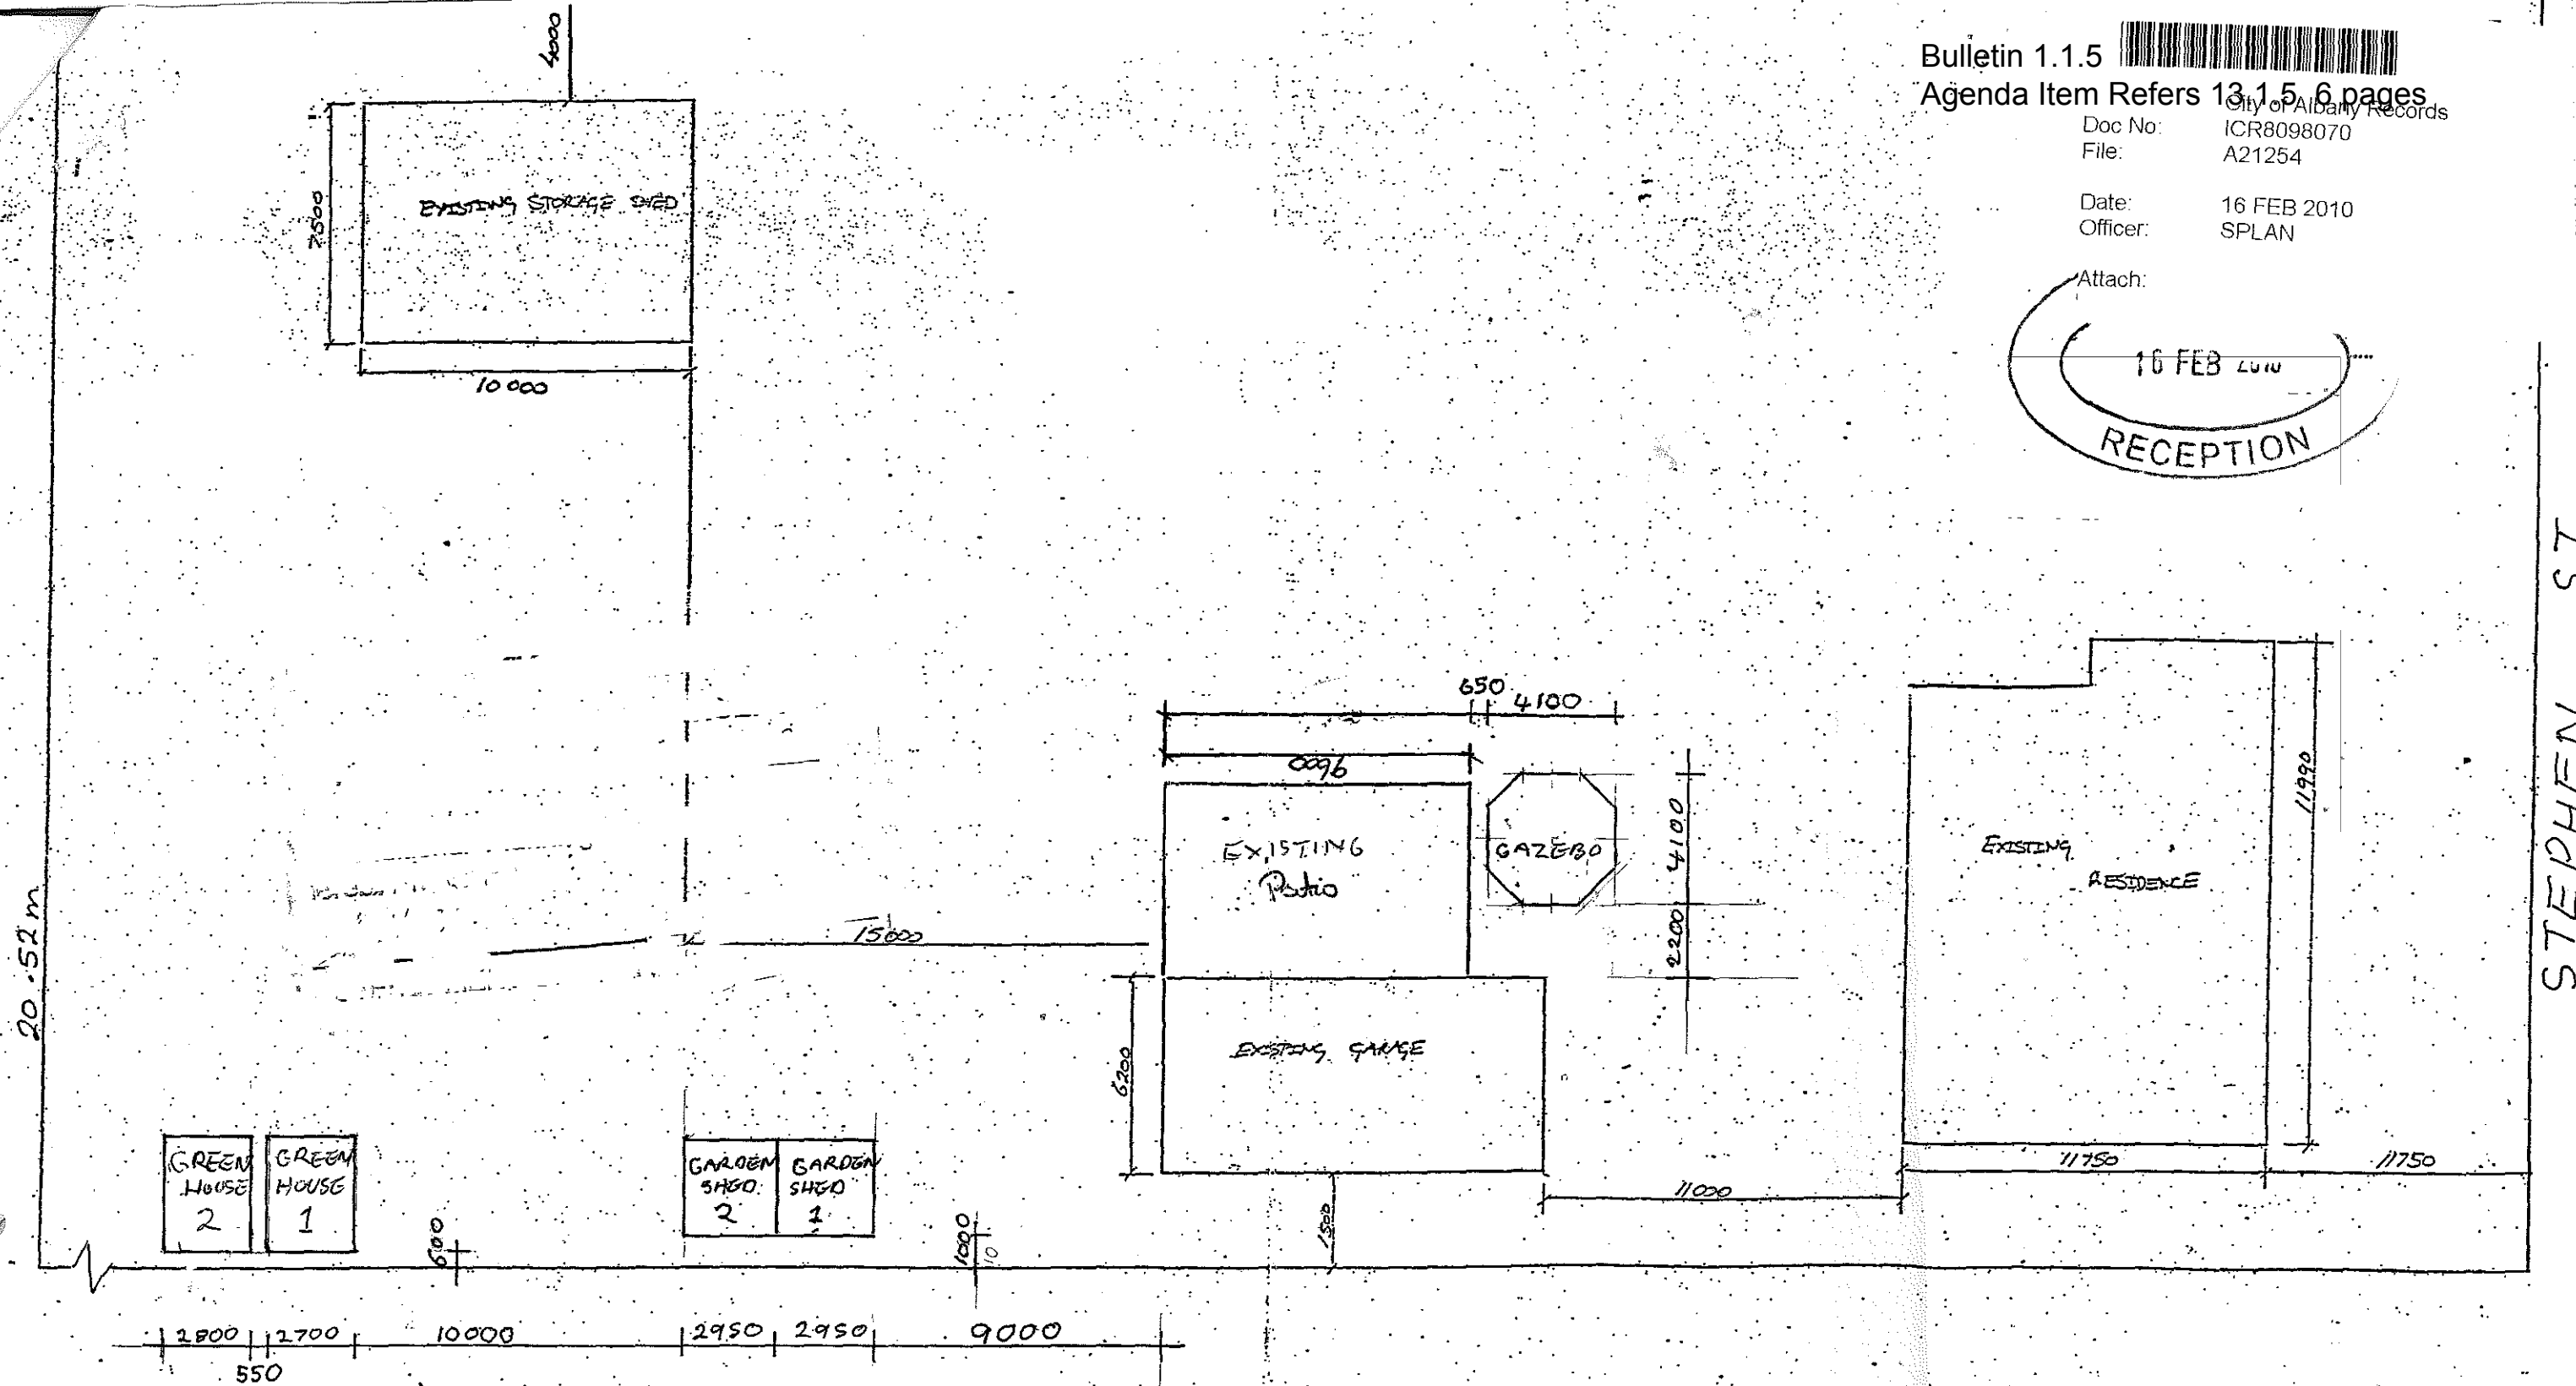 4000
Bulletin 1.1.5
Agenda Item Refers 13.1.5 6 pages
City of Albany Records
Doc No: ICR8098070
File: A21254
Date: 16 FEB 2010
Officer: SPLAN
Attach:
16 FEB 2010
RECEPTION
EXISTING STORAGE SHED
7500
10 000
STEPHEN ST
650
4100
9600
EXISTING
Patio
GAZEBO
4100
2200
EXISTING
RESIDENCE
11990
15000
20.52m
EXISTING GARAGE
6200
GREEN HOUSE 2
GREEN HOUSE 1
GARDEN SHED 2
GARDEN SHED 1
600
1000
10
1500
11000
11750
11750
2800
2700
10000
2950
2950
9000
550